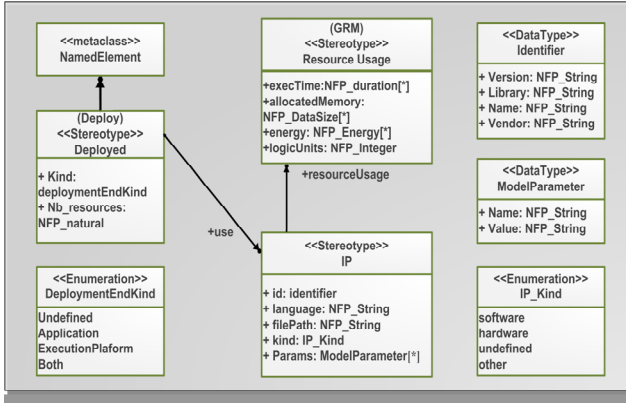 <<metaclass>>
NamedElement
(Deploy)
<<Stereotype>>
Deployed
+ Kind:
deploymentEndKind
+ Nb_resources:
NFP_natural
<<Enumeration>>
DeploymentEndKind
Undefined
Application
ExecutionPlaform
Both
(GRM)
<<Stereotype>>
Resource Usage
+execTime:NFP_duration[*]
+allocatedMemory:
NFP_DataSize[*]
+energy: NFP_Energy[*]
+logicUnits: NFP_Integer
+resourceUsage
+use
<<Stereotype>>
IP
+ id: identifier
+ language: NFP_String
+ filePath: NFP_String
+ kind: IP_Kind
+ Params: ModelParameter[*]
<<DataType>>
Identifier
+ Version: NFP_String
+ Library: NFP_String
+ Name: NFP_String
+ Vendor: NFP_String
<<DataType>>
ModelParameter
+ Name: NFP_String
+ Value: NFP_String
<<Enumeration>>
IP_Kind
software
hardware
undefined
other